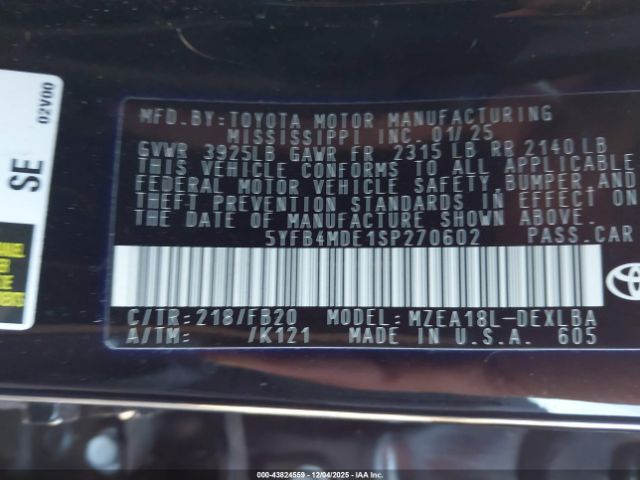 MFD.BY:TOYOTA MOTOR MANUFACTURING
MISSISSIPPI INC 01/25
GVWR 3925LB GAWR FR 2315 LB RR 2140 LB
THIS VEHICLE CONFORMS TO ALL APPLICABLE
FEDERAL MOTOR VEHICLE SAFETY,BUMPER,AND
THEFT PREVENTION STANDARDS IN EFFECT ON
THE DATE OF MANUFACTURE SHOWN ABOVE.
5YFB4MDE1SP270602 PASS.CAR
C/TR:218/FB20 MODEL:MZEA18L-DEXLBA
A/TM: /K121 MADE IN U.S.A. 605
SE
02V00
TOYOTA
000-43824559 - 12/04/2025 - IAA Inc.